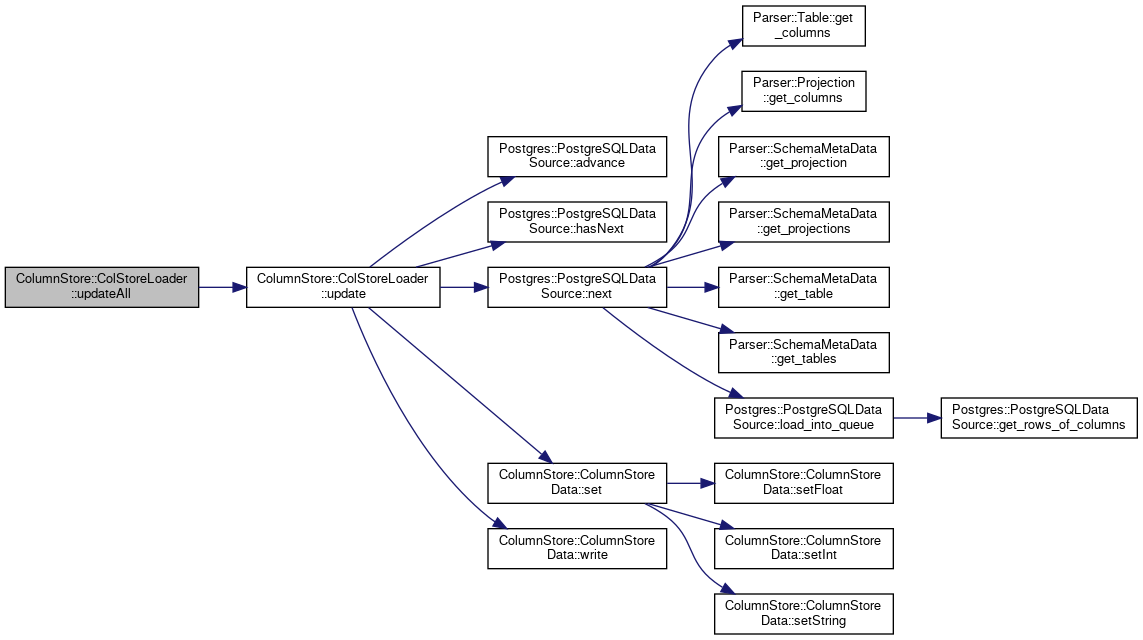 ColumnStore::ColStoreLoader
::updateAll
ColumnStore::ColStoreLoader
::update
Postgres::PostgreSQLData
Source::advance
Postgres::PostgreSQLData
Source::hasNext
Postgres::PostgreSQLData
Source::next
Parser::Table::get
_columns
Parser::Projection
::get_columns
Parser::SchemaMetaData
::get_projection
Parser::SchemaMetaData
::get_projections
Parser::SchemaMetaData
::get_table
Parser::SchemaMetaData
::get_tables
Postgres::PostgreSQLData
Source::load_into_queue
Postgres::PostgreSQLData
Source::get_rows_of_columns
ColumnStore::ColumnStore
Data::set
ColumnStore::ColumnStore
Data::setFloat
ColumnStore::ColumnStore
Data::setInt
ColumnStore::ColumnStore
Data::setString
ColumnStore::ColumnStore
Data::write